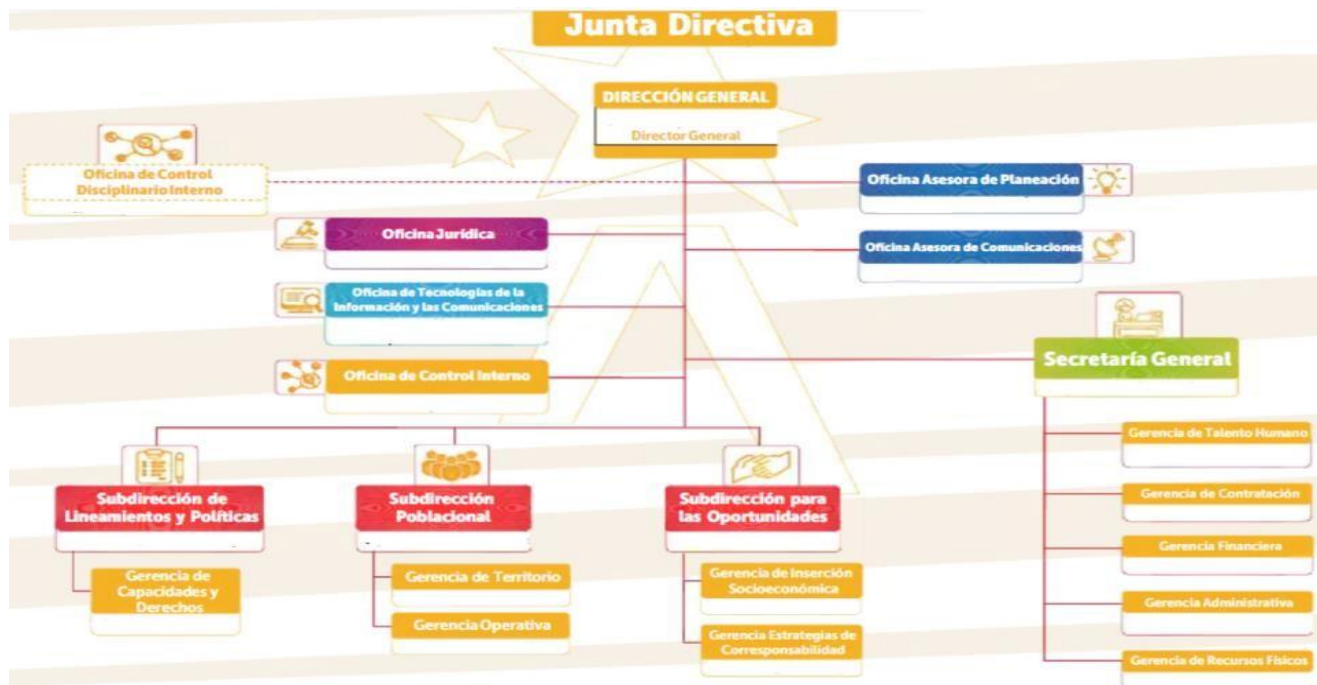 Junta Directiva
DIRECCIÓN GENERAL
Director General
Oficina de Control
Disciplinario Interno
Oficina Asesora de Planeación
Oficina Jurídica
Oficina Asesora de Comunicaciones
Oficina de Tecnologías de la
Información y las Comunicaciones
Oficina de Control Interno
Secretaría General
Gerencia de Talento Humano
Gerencia de Contratación
Gerencia Financiera
Gerencia Administrativa
Gerencia de Recursos Físicos
Subdirección de
Lineamientos y Políticas
Gerencia de
Capacidades y
Derechos
Subdirección
Poblacional
Gerencia de Territorio
Gerencia Operativa
Subdirección para
las Oportunidades
Gerencia de Inserción
Socioeconómica
Gerencia Estrategias de
Corresponsabilidad